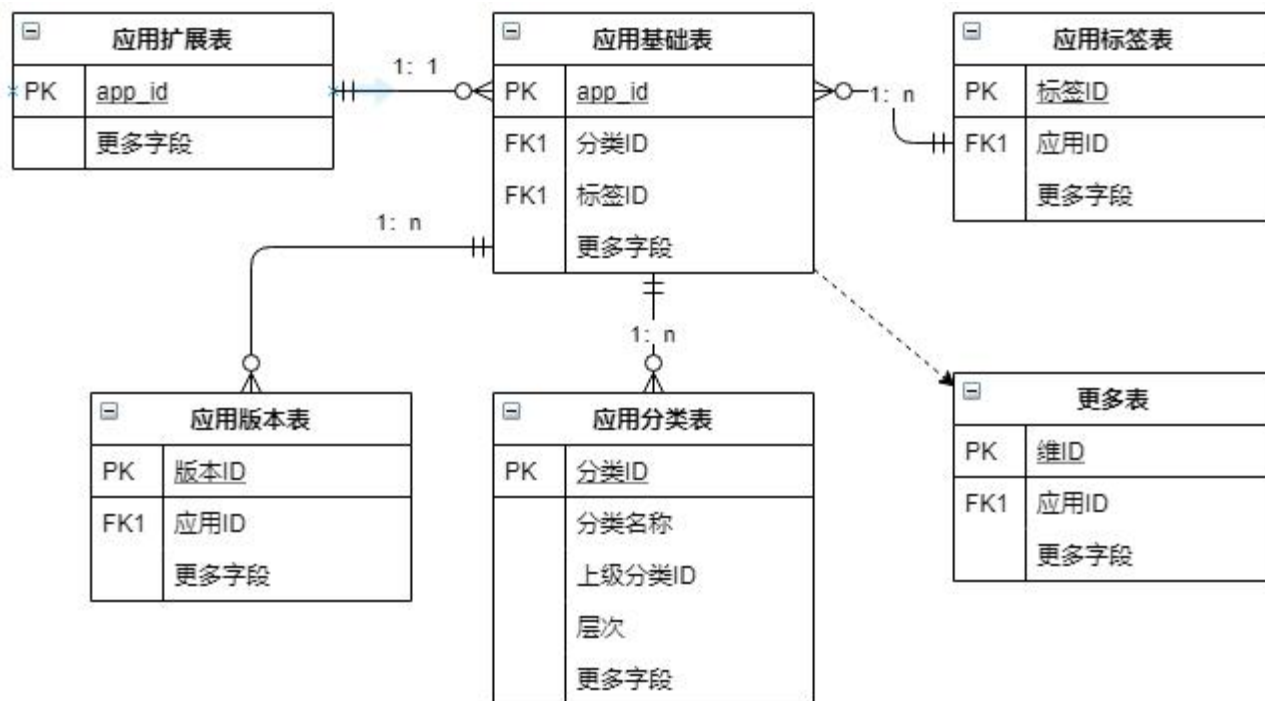 应用扩展表
PK app_id
更多字段
1: 1
应用基础表
PK app_id
FK1 分类ID
FK1 标签ID
更多字段
1: n
应用标签表
PK 标签ID
FK1 应用ID
更多字段
1: n
1: n
应用版本表
PK 版本ID
FK1 应用ID
更多字段
应用分类表
PK 分类ID
分类名称
上级分类ID
层次
更多字段
更多表
PK 维ID
FK1 应用ID
更多字段